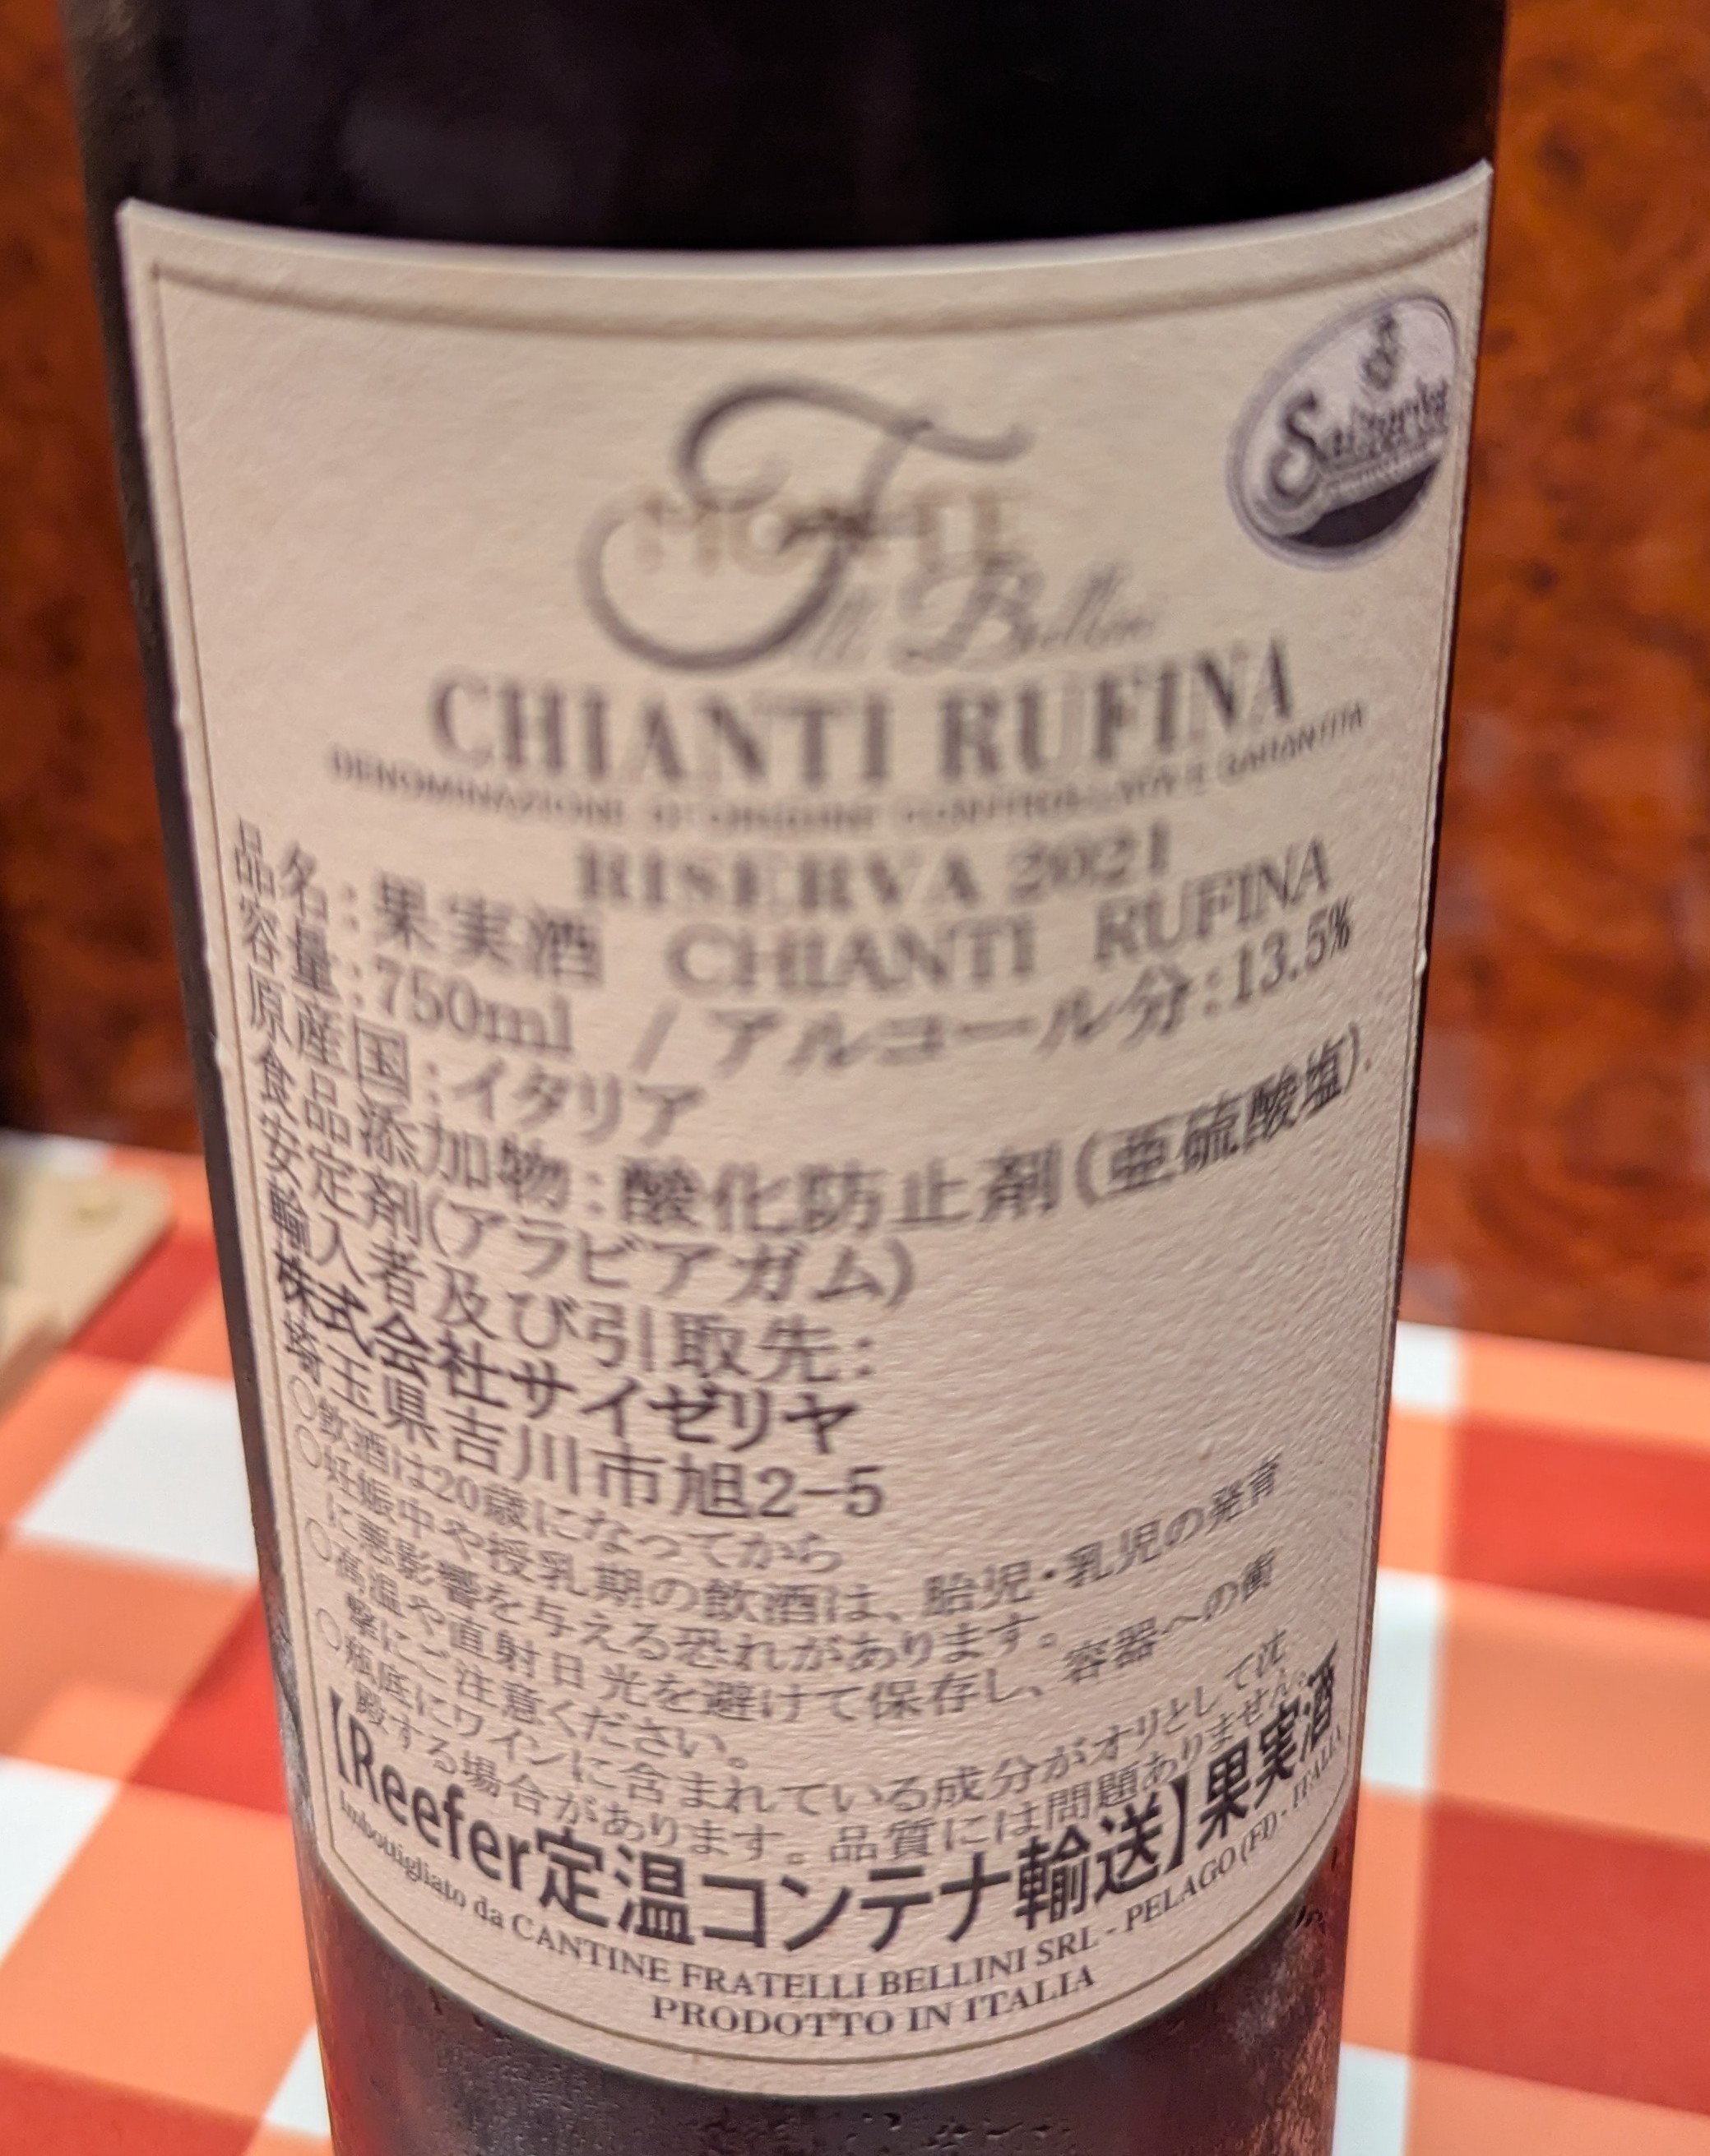 Saizeriya
MONTE
F.lli Bellini
CHIANTI RUFINA
DENOMINAZIONE DI ORIGINE CONTROLLATA E GARANTITA
RISERVA 2021
品名:果実酒 CHIANTI RUFINA
容量:750ml /アルコール分:13.5%
原産国:イタリア
食品添加物:酸化防止剤(亜硫酸塩).
安定剤(アラビアガム)
輸入者及び引取先:
株式会社サイゼリヤ
埼玉県吉川市旭2-5
○飲酒は20歳になってから
○妊娠中や授乳期の飲酒は、胎児・乳児の発育
に悪影響を与える恐れがあります。
○高温や直射日光を避けて保存し、容器への衝
撃にご注意ください。
○瓶底にワインに含まれている成分がオリとして沈
殿する場合があります。品質には問題ありません。
【Reefer定温コンテナ輸送】果実酒
Imbottigliato da CANTINE FRATELLI BELLINI SRL - PELAGO (FI) - ITALIA
PRODOTTO IN ITALIA